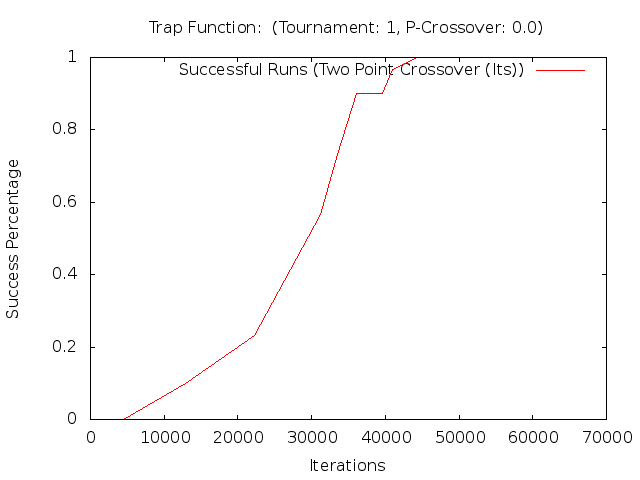 Trap Function:  (Tournament: 1, P-Crossover: 0.0)
1
Successful Runs (Two Point Crossover (Its))
0.8
0.6
0.4
0.2
0
Success Percentage
0 10000 20000 30000 40000 50000 60000 70000
Iterations